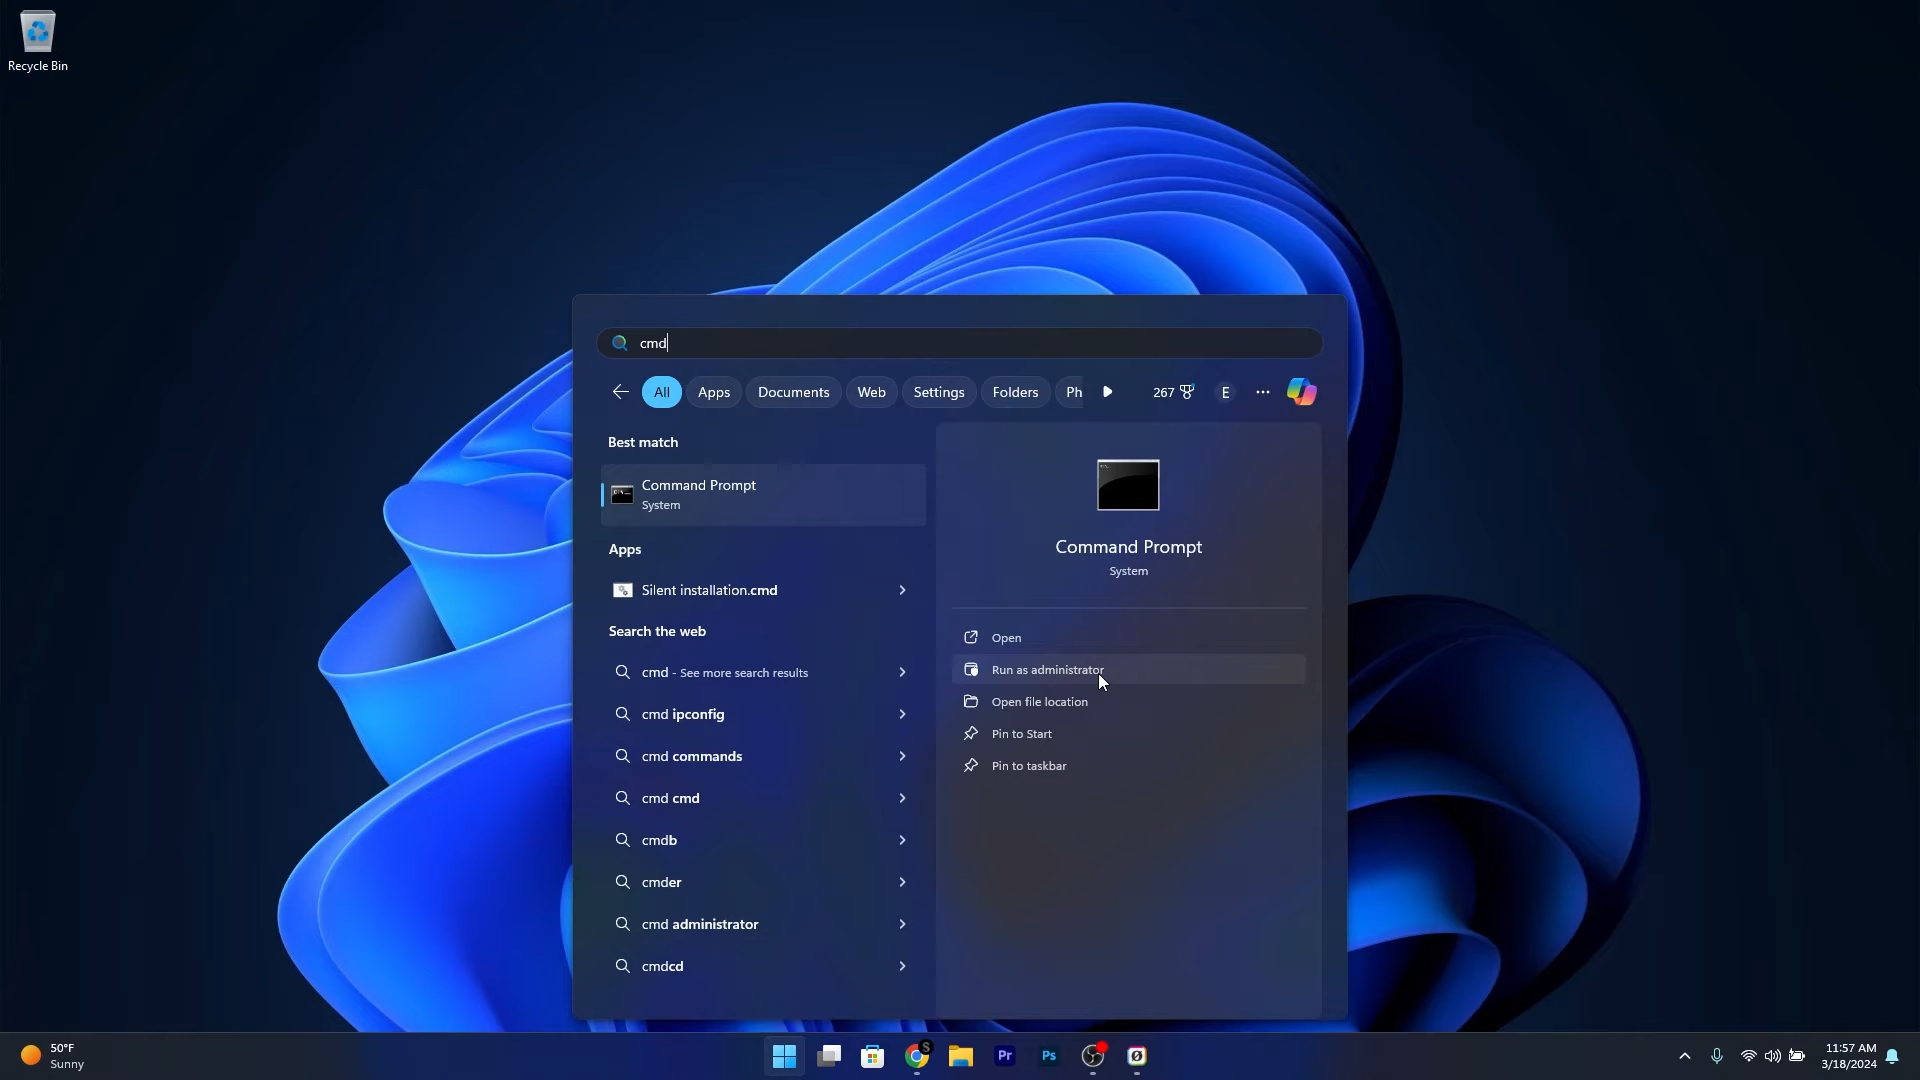 Recycle Bin
cmd
All Apps Documents Web Settings Folders Ph 267 E
Best match
Command Prompt
System
Apps
Silent installation.cmd
Search the web
cmd - See more search results
cmd ipconfig
cmd commands
cmd cmd
cmdb
cmder
cmd administrator
cmdcd
Command Prompt
System
Open
Run as administrator
Open file location
Pin to Start
Pin to taskbar
50°F
Sunny
S
Pr
Ps
11:57 AM
3/18/2024